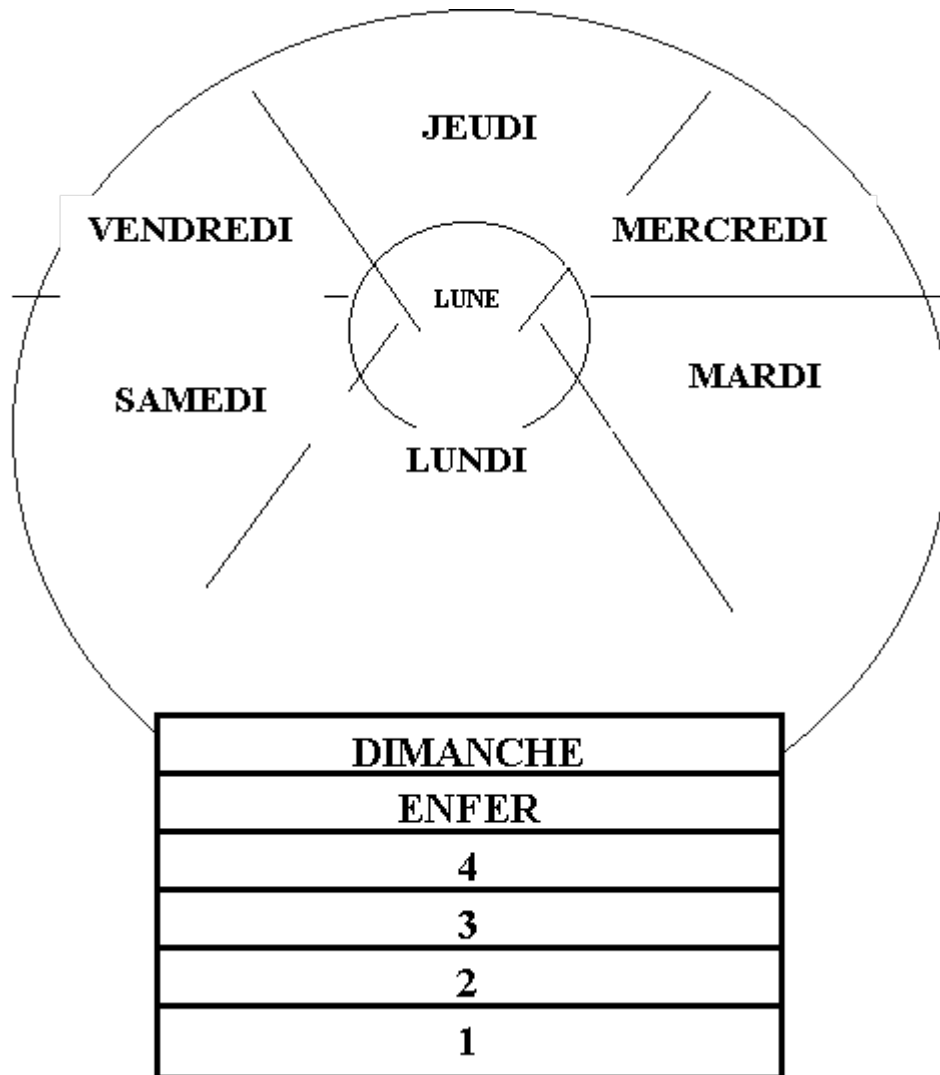 JEUDI
VENDREDI
MERCREDI
LUNE
SAMEDI
MARDI
LUNDI
DIMANCHE
ENFER
4
3
2
1